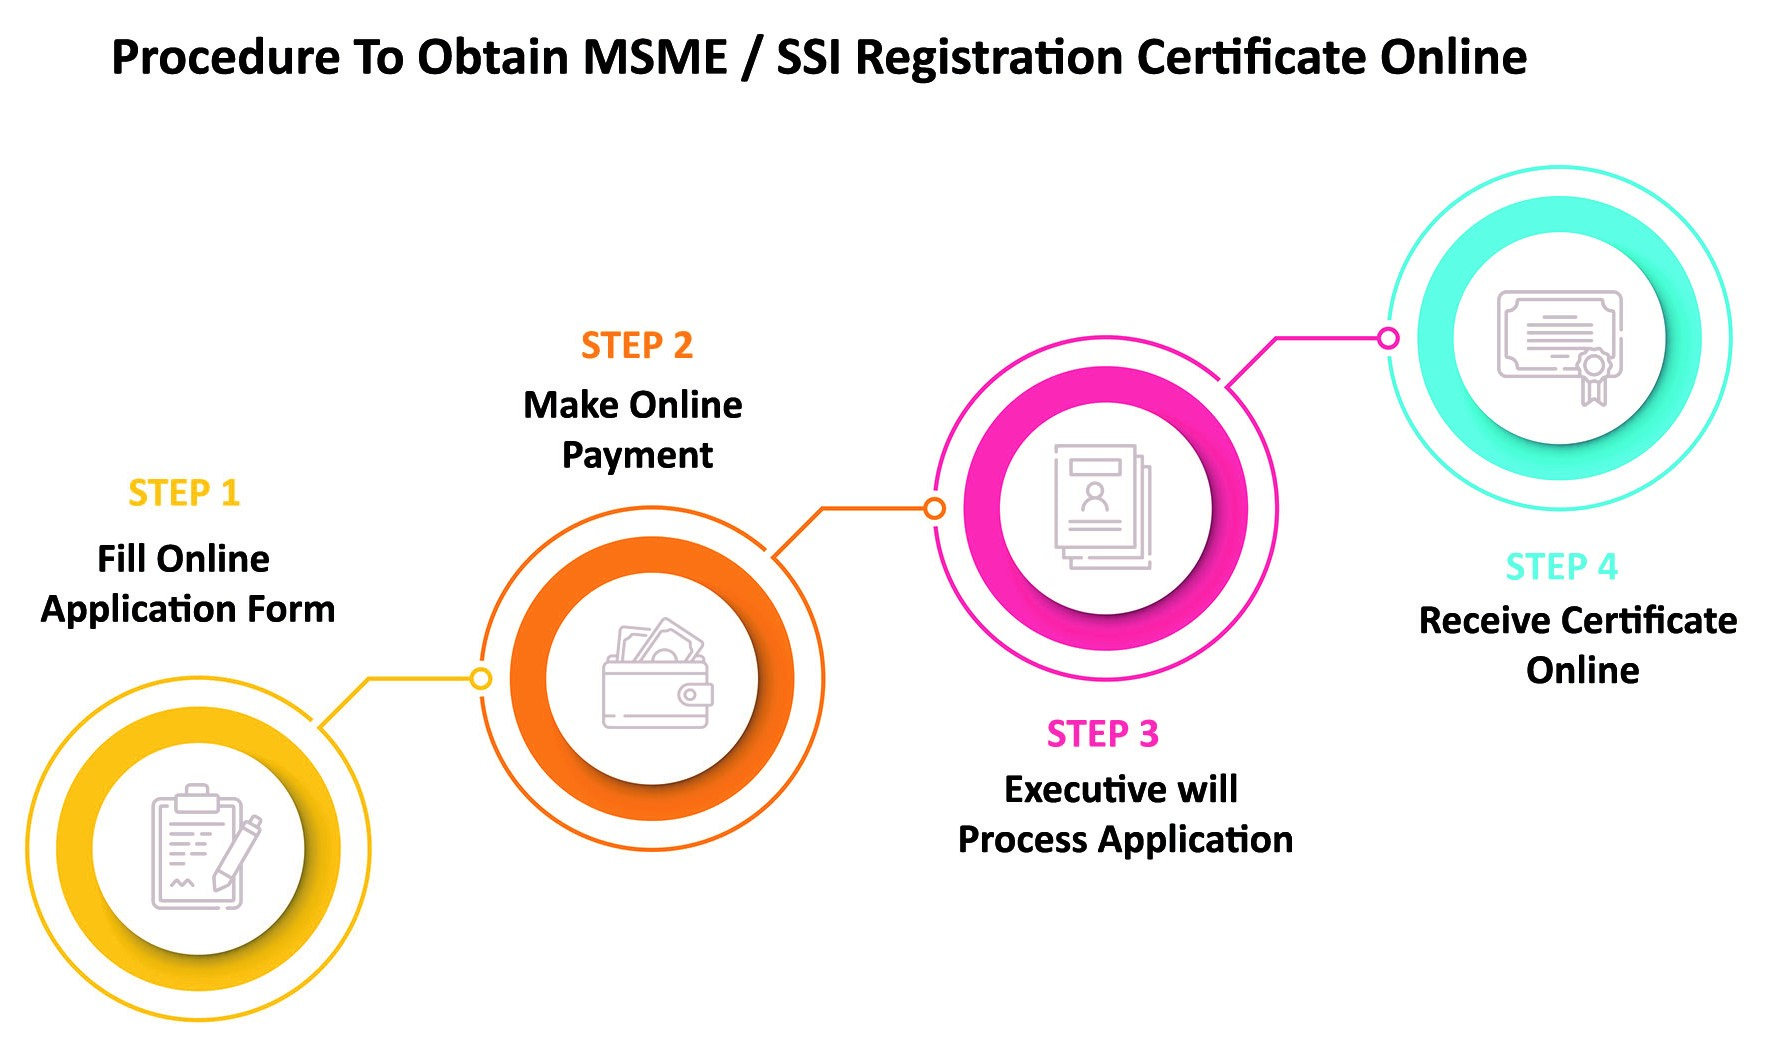 Procedure To Obtain MSME / SSI Registration Certificate Online
STEP 1
Fill Online
Application Form
STEP 2
Make Online
Payment
STEP 3
Executive will
Process Application
STEP 4
Receive Certificate
Online